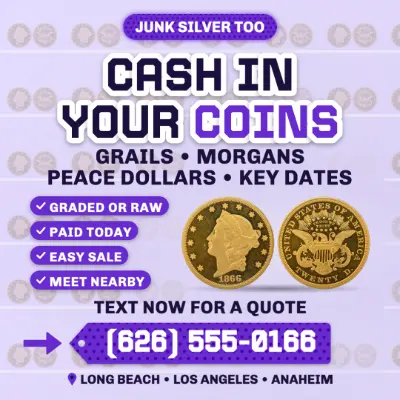 JUNK SILVER TOO
CASH IN
YOUR COINS
GRAILS • MORGANS
PEACE DOLLARS • KEY DATES
GRADED OR RAW
PAID TODAY
EASY SALE
MEET NEARBY
1866
UNITED STATES OF AMERICA
TWENTY D.
TEXT NOW FOR A QUOTE
(626) 555-0166
LONG BEACH • LOS ANGELES • ANAHEIM